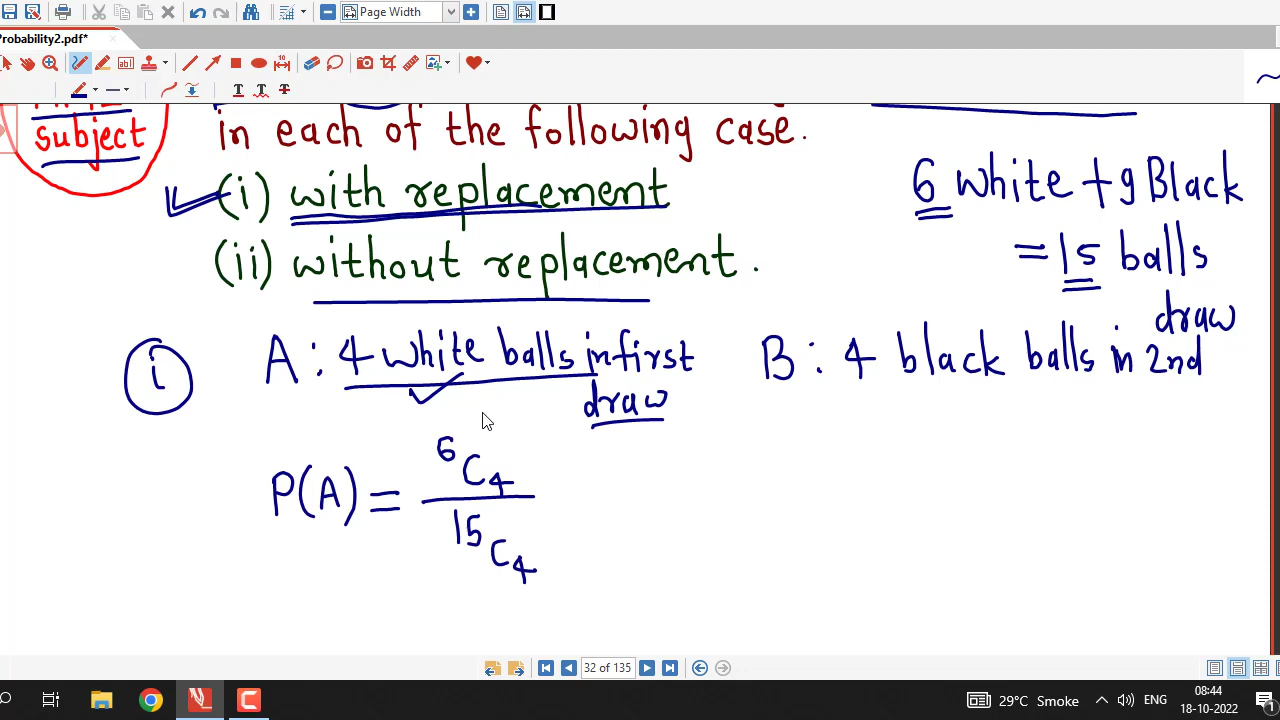 Page Width
Probability2.pdf*
subject
in each of the following case.
(i) with replacement
(ii) without replacement.
6 White + 9 Black
= 15 balls
draw
i A: 4 white balls in first B: 4 black balls in 2nd
draw
P(A) = ⁶C₄
¹⁵C₄
32 of 135
29°C Smoke ENG 08:44
18-10-2022